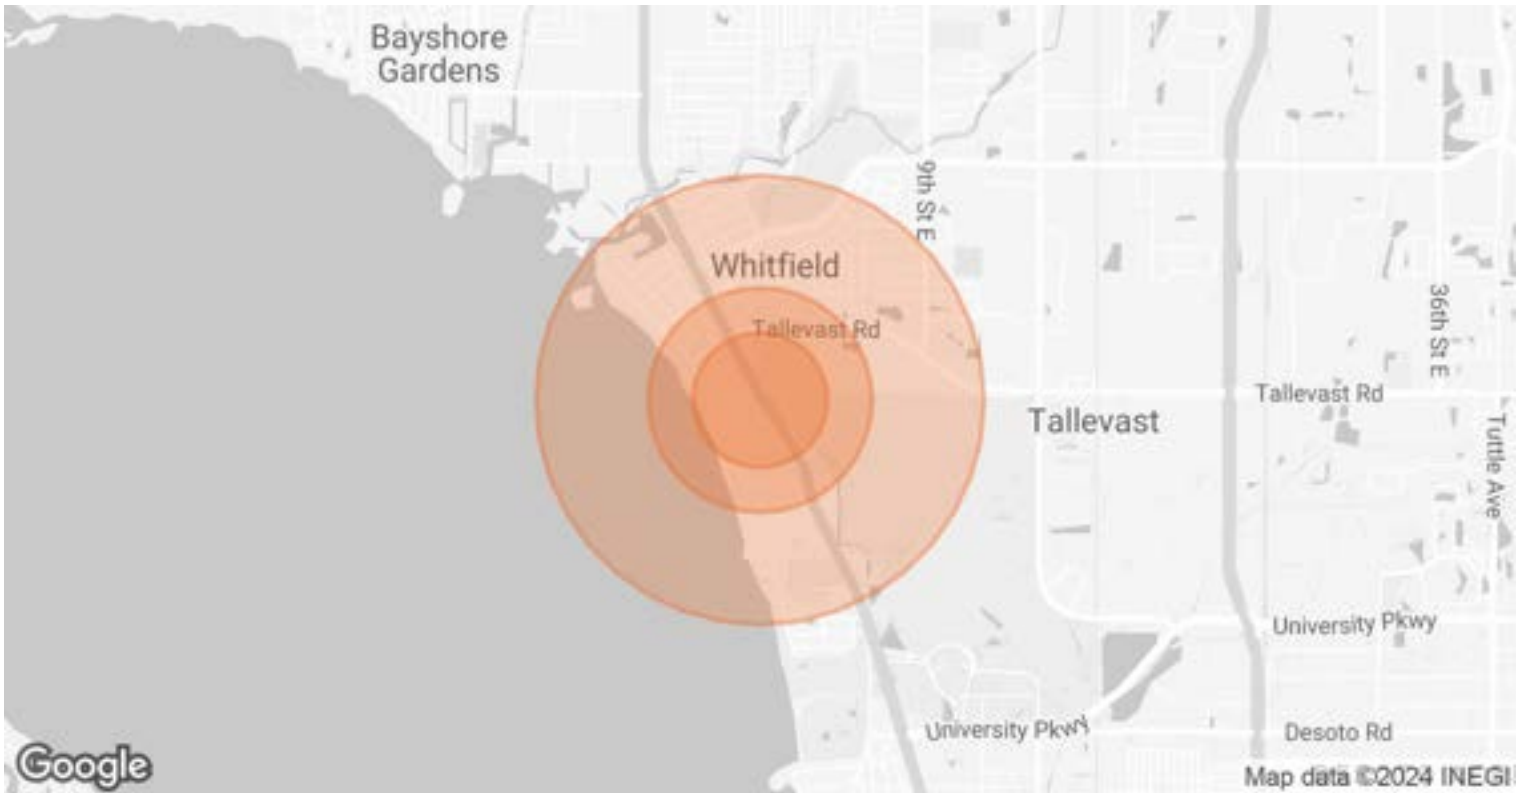 Bayshore
Gardens
9th St E
Whitfield
36th St E
Tallevast Rd
Tallevast Rd
Tallevast
Tuttle Ave
University Pkwy
University Pkwy
Desoto Rd
Google
Map data ©2024 INEGI